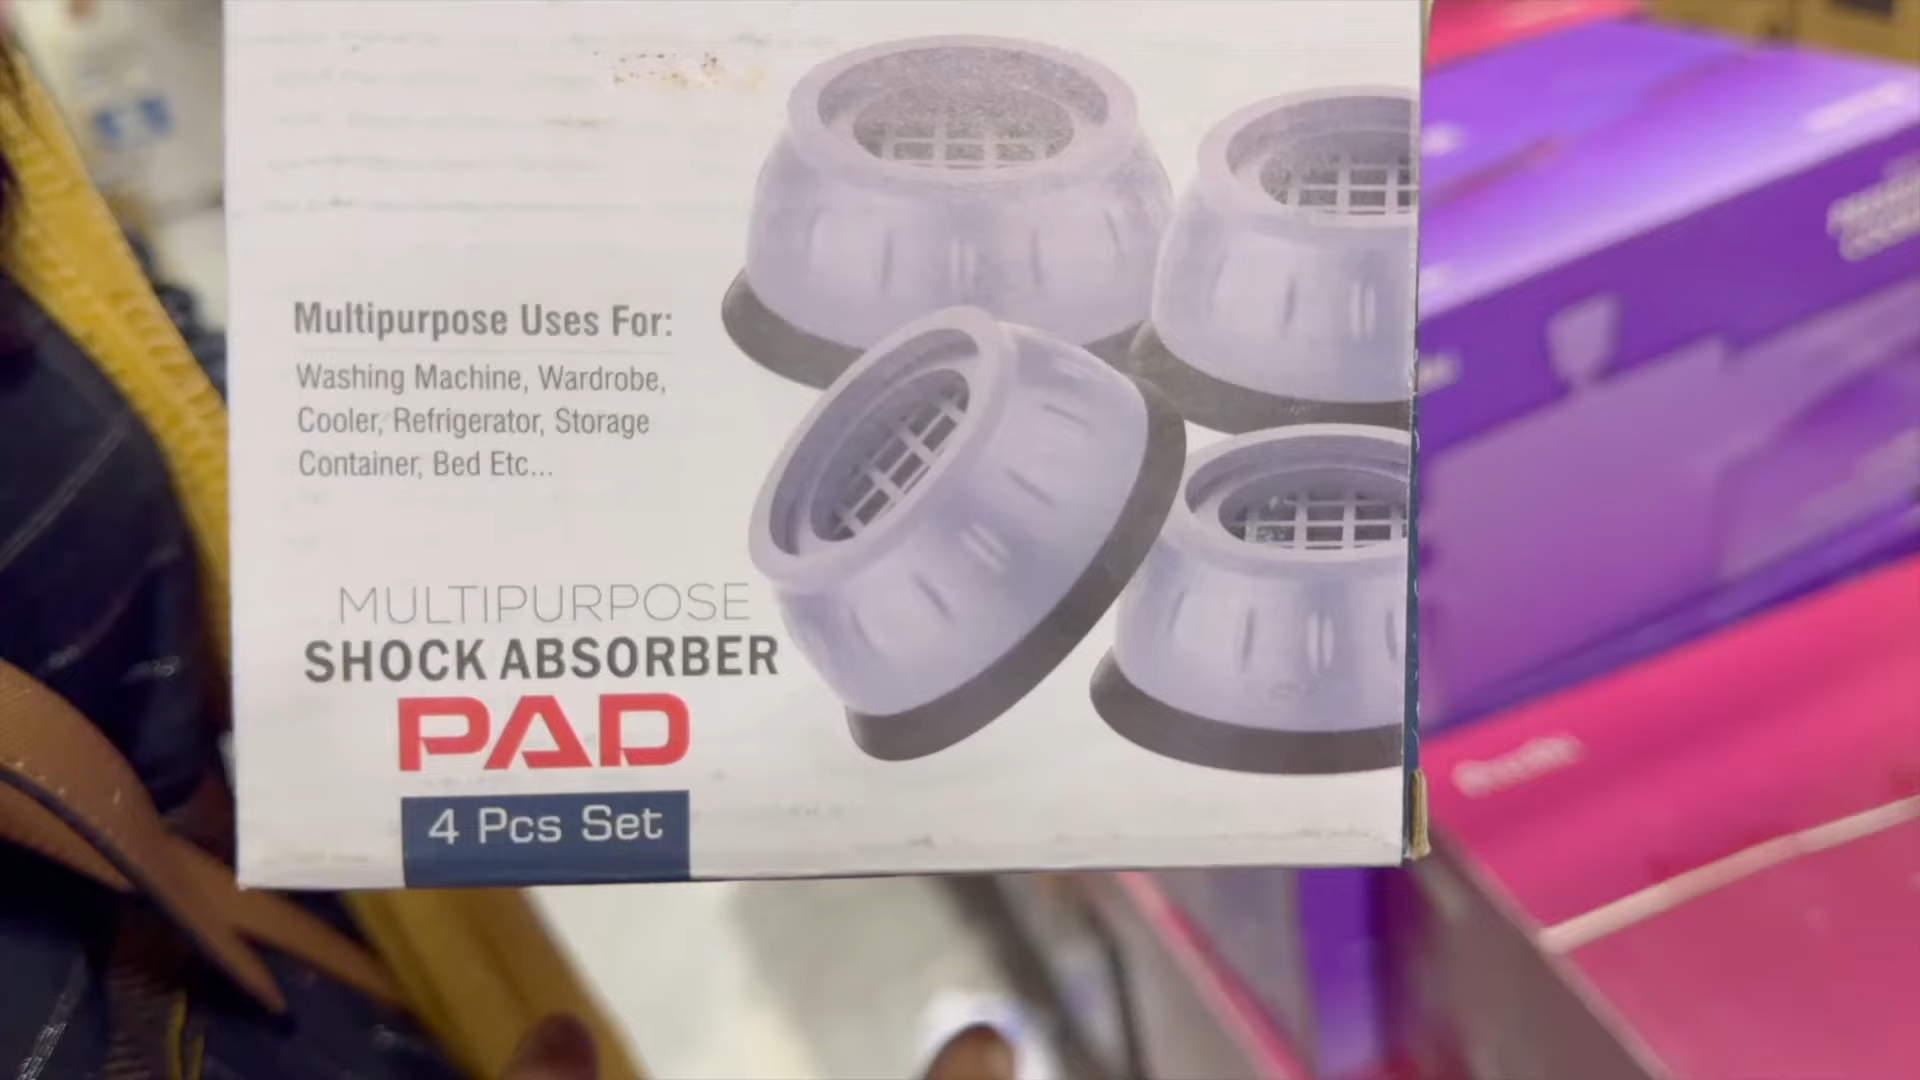 Multipurpose Uses For:
Washing Machine, Wardrobe,
Cooler, Refrigerator, Storage
Container, Bed Etc...
MULTIPURPOSE
SHOCK ABSORBER
PAD
4 Pcs Set